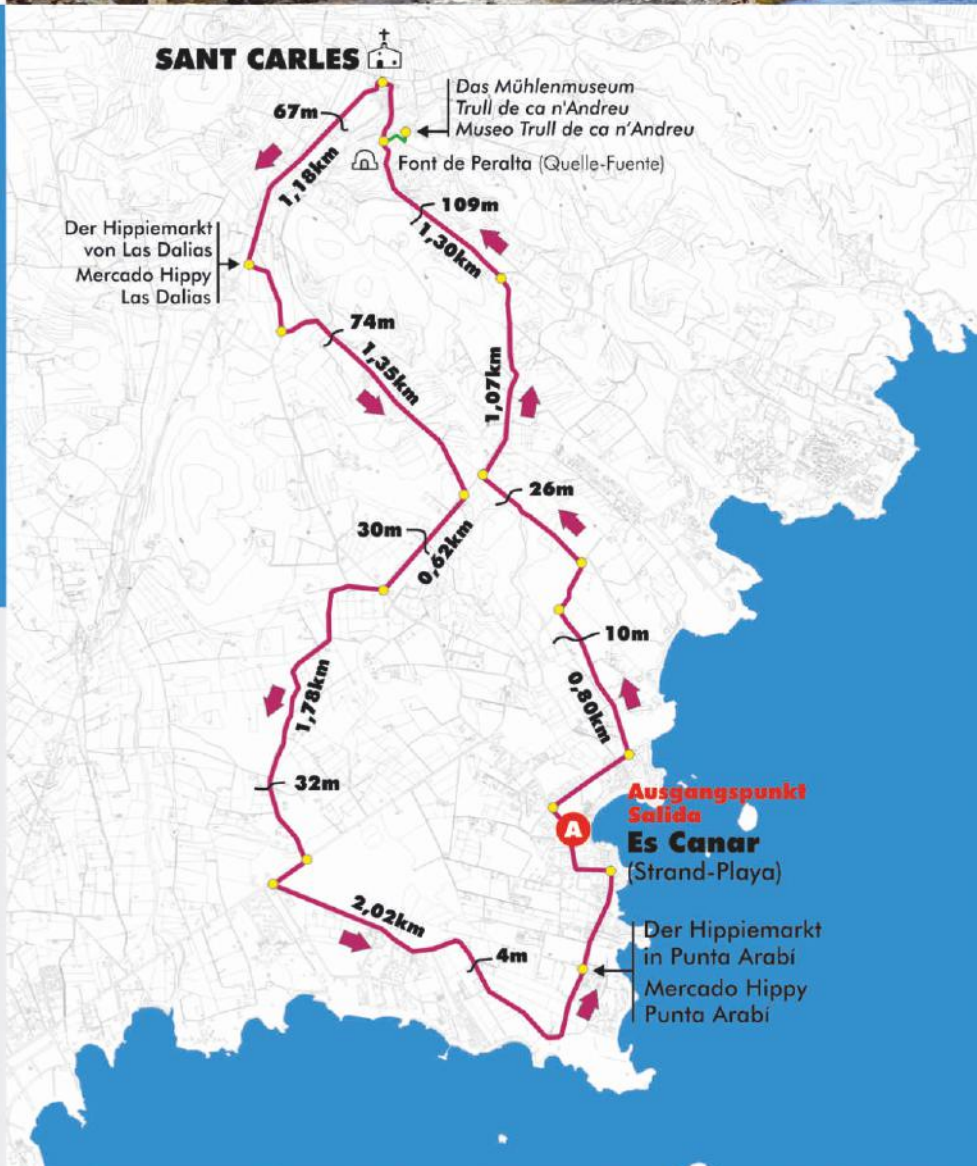 SANT CARLES
Das Mühlenmuseum
Trull de ca n'Andreu
Museo Trull de ca n'Andreu
67m
Font de Peralta (Quelle-Fuente)
1,18km
109m
1,30km
Der Hippiemarkt
von Las Dalias
Mercado Hippy
Las Dalias
74m
1,35km
1,07km
26m
30m
0,62km
10m
1,78km
0,80km
32m
Ausgangspunkt
Salida
A
Es Canar
(Strand-Playa)
2,02km
4m
Der Hippiemarkt
in Punta Arabí
Mercado Hippy
Punta Arabí